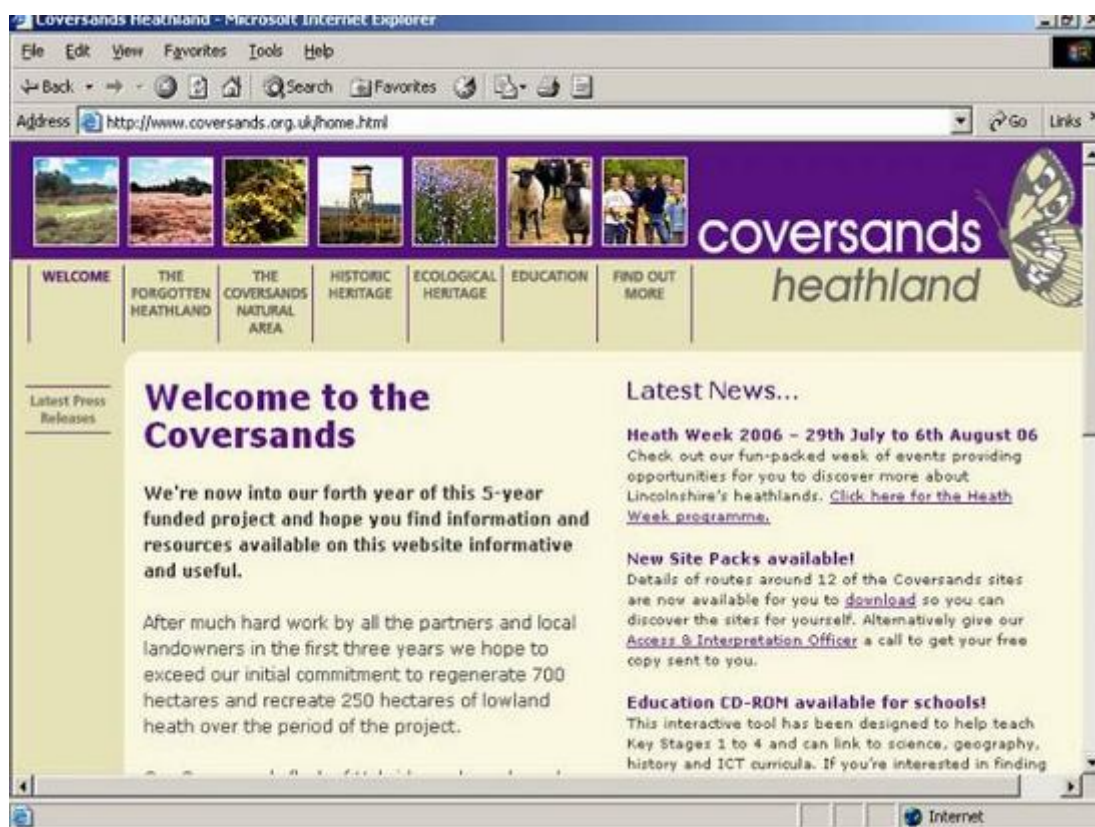 Coversands Heathland - Microsoft Internet Explorer
File Edit View Favorites Tools Help
Back Search Favorites
Address http://www.coversands.org.uk/home.html Go Links
coversands
heathland
WELCOME
THE
FORGOTTEN
HEATHLAND
THE
COVERSANDS
NATURAL
AREA
HISTORIC
HERITAGE
ECOLOGICAL
HERITAGE
EDUCATION
FIND OUT
MORE
Latest Press
Releases
Welcome to the
Coversands
We're now into our forth year of this 5-year
funded project and hope you find information and
resources available on this website informative
and useful.
After much hard work by all the partners and local
landowners in the first three years we hope to
exceed our initial commitment to regenerate 700
hectares and recreate 250 hectares of lowland
heath over the period of the project.
Latest News...
Heath Week 2006 – 29th July to 6th August 06
Check out our fun-packed week of events providing
opportunities for you to discover more about
Lincolnshire's heathlands. Click here for the Heath
Week programme.
New Site Packs available!
Details of routes around 12 of the Coversands sites
are now available for you to download so you can
discover the sites for yourself. Alternatively give our
Access & Interpretation Officer a call to get your free
copy sent to you.
Education CD-ROM available for schools!
This interactive tool has been designed to help teach
Key Stages 1 to 4 and can link to science, geography,
history and ICT curricula. If you're interested in finding
Internet